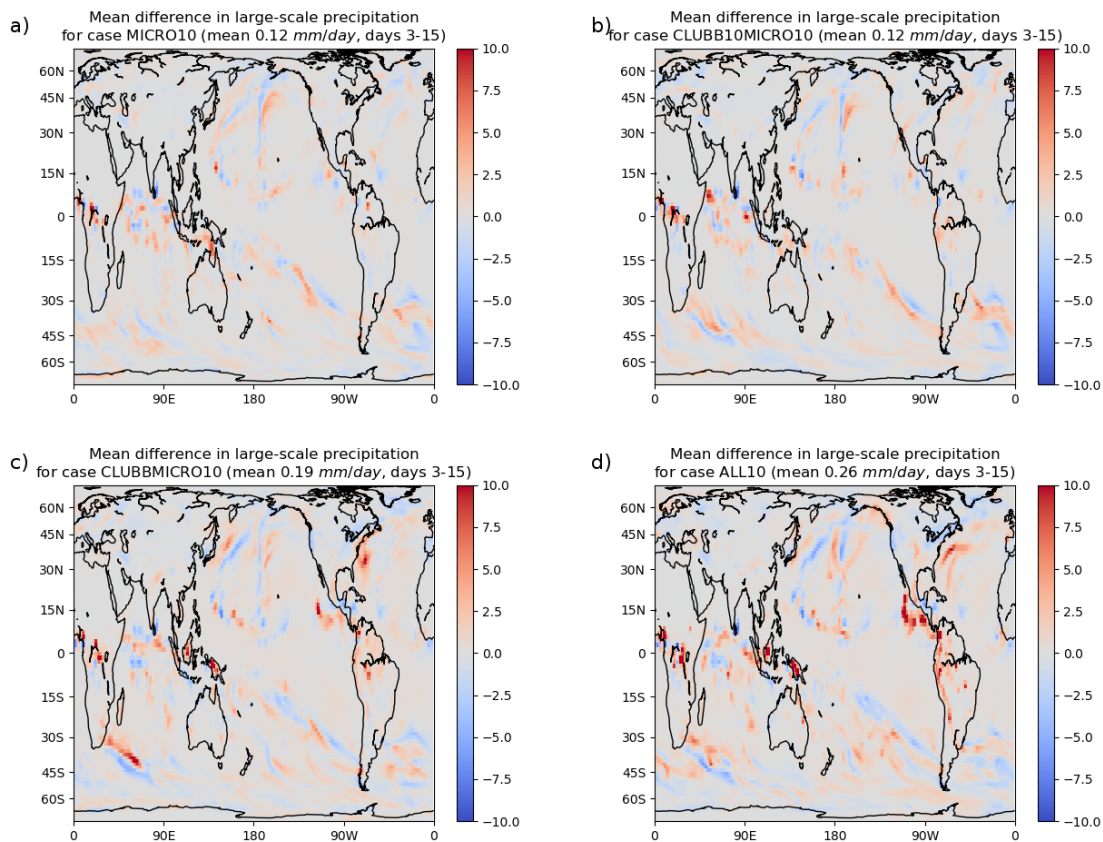 a)
Mean difference in large-scale precipitation
for case MICRO10 (mean 0.12 mm/day, days 3-15)
60N
45N
30N
15N
0
15S
30S
45S
60S
0
90E
180
90W
0
10.0
7.5
5.0
2.5
0.0
−2.5
−5.0
−7.5
−10.0
b)
Mean difference in large-scale precipitation
for case CLUBB10MICRO10 (mean 0.12 mm/day, days 3-15)
60N
45N
30N
15N
0
15S
30S
45S
60S
0
90E
180
90W
0
10.0
7.5
5.0
2.5
0.0
−2.5
−5.0
−7.5
−10.0
c)
Mean difference in large-scale precipitation
for case CLUBBMICRO10 (mean 0.19 mm/day, days 3-15)
60N
45N
30N
15N
0
15S
30S
45S
60S
0
90E
180
90W
0
10.0
7.5
5.0
2.5
0.0
−2.5
−5.0
−7.5
−10.0
d)
Mean difference in large-scale precipitation
for case ALL10 (mean 0.26 mm/day, days 3-15)
60N
45N
30N
15N
0
15S
30S
45S
60S
0
90E
180
90W
0
10.0
7.5
5.0
2.5
0.0
−2.5
−5.0
−7.5
−10.0